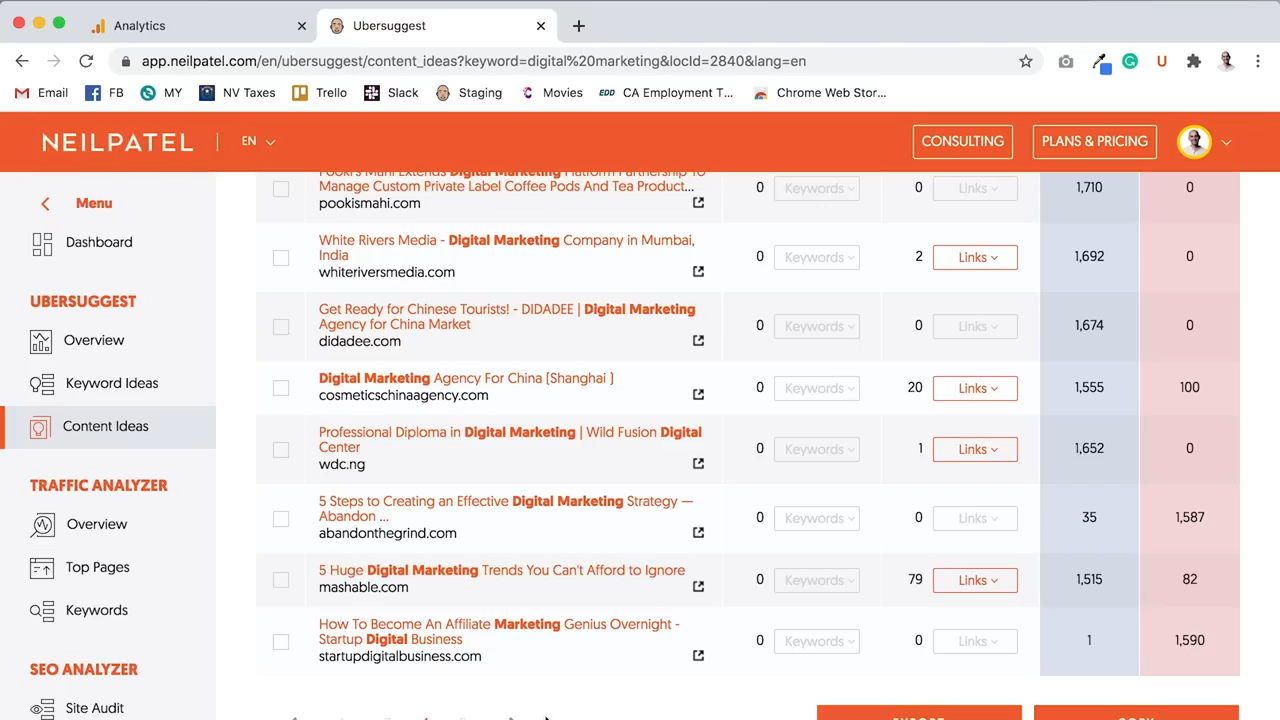 Analytics
Ubersuggest
app.neilpatel.com/en/ubersuggest/content_ideas?keyword=digital%20marketing&locId=2840&lang=en
Email FB MY NV Taxes Trello Slack Staging Movies EDD CA Employment T... Chrome Web Stor...
NEILPATEL EN CONSULTING PLANS & PRICING
Menu
Dashboard
UBERSUGGEST
Overview
Keyword Ideas
Content Ideas
TRAFFIC ANALYZER
Overview
Top Pages
Keywords
SEO ANALYZER
Site Audit
Pooki's Mahi Extends Digital Marketing Platform Partnership To
Manage Custom Private Label Coffee Pods And Tea Product...
pookismahi.com
0 Keywords 0 Links 1,710 0
White Rivers Media - Digital Marketing Company in Mumbai,
India
whiteriversmedia.com
0 Keywords 2 Links 1,692 0
Get Ready for Chinese Tourists! - DIDADEE | Digital Marketing
Agency for China Market
didadee.com
0 Keywords 0 Links 1,674 0
Digital Marketing Agency For China [Shanghai ]
cosmeticschinaagency.com
0 Keywords 20 Links 1,555 100
Professional Diploma in Digital Marketing | Wild Fusion Digital
Center
wdc.ng
0 Keywords 1 Links 1,652 0
5 Steps to Creating an Effective Digital Marketing Strategy —
Abandon ...
abandonthegrind.com
0 Keywords 0 Links 35 1,587
5 Huge Digital Marketing Trends You Can't Afford to Ignore
mashable.com
0 Keywords 79 Links 1,515 82
How To Become An Affiliate Marketing Genius Overnight -
Startup Digital Business
startupdigitalbusiness.com
0 Keywords 0 Links 1 1,590